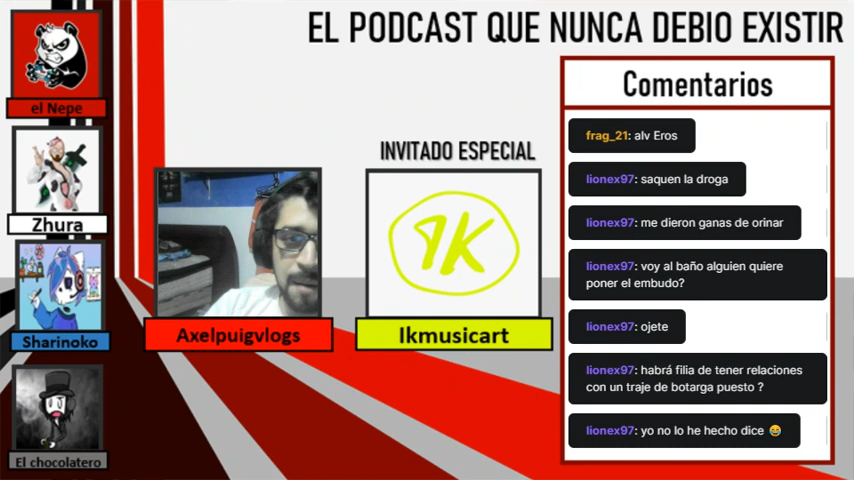 EL PODCAST QUE NUNCA DEBIO EXISTIR
el Nepe
Zhura
Sharinoko
El chocolatero
Axelpuigvlogs
INVITADO ESPECIAL
1K
Ikmusicart
Comentarios
frag_21: alv Eros
lionex97: saquen la droga
lionex97: me dieron ganas de orinar
lionex97: voy al baño alguien quiere
poner el embudo?
lionex97: ojete
lionex97: habrá filia de tener relaciones
con un traje de botarga puesto ?
lionex97: yo no lo he hecho dice 😂